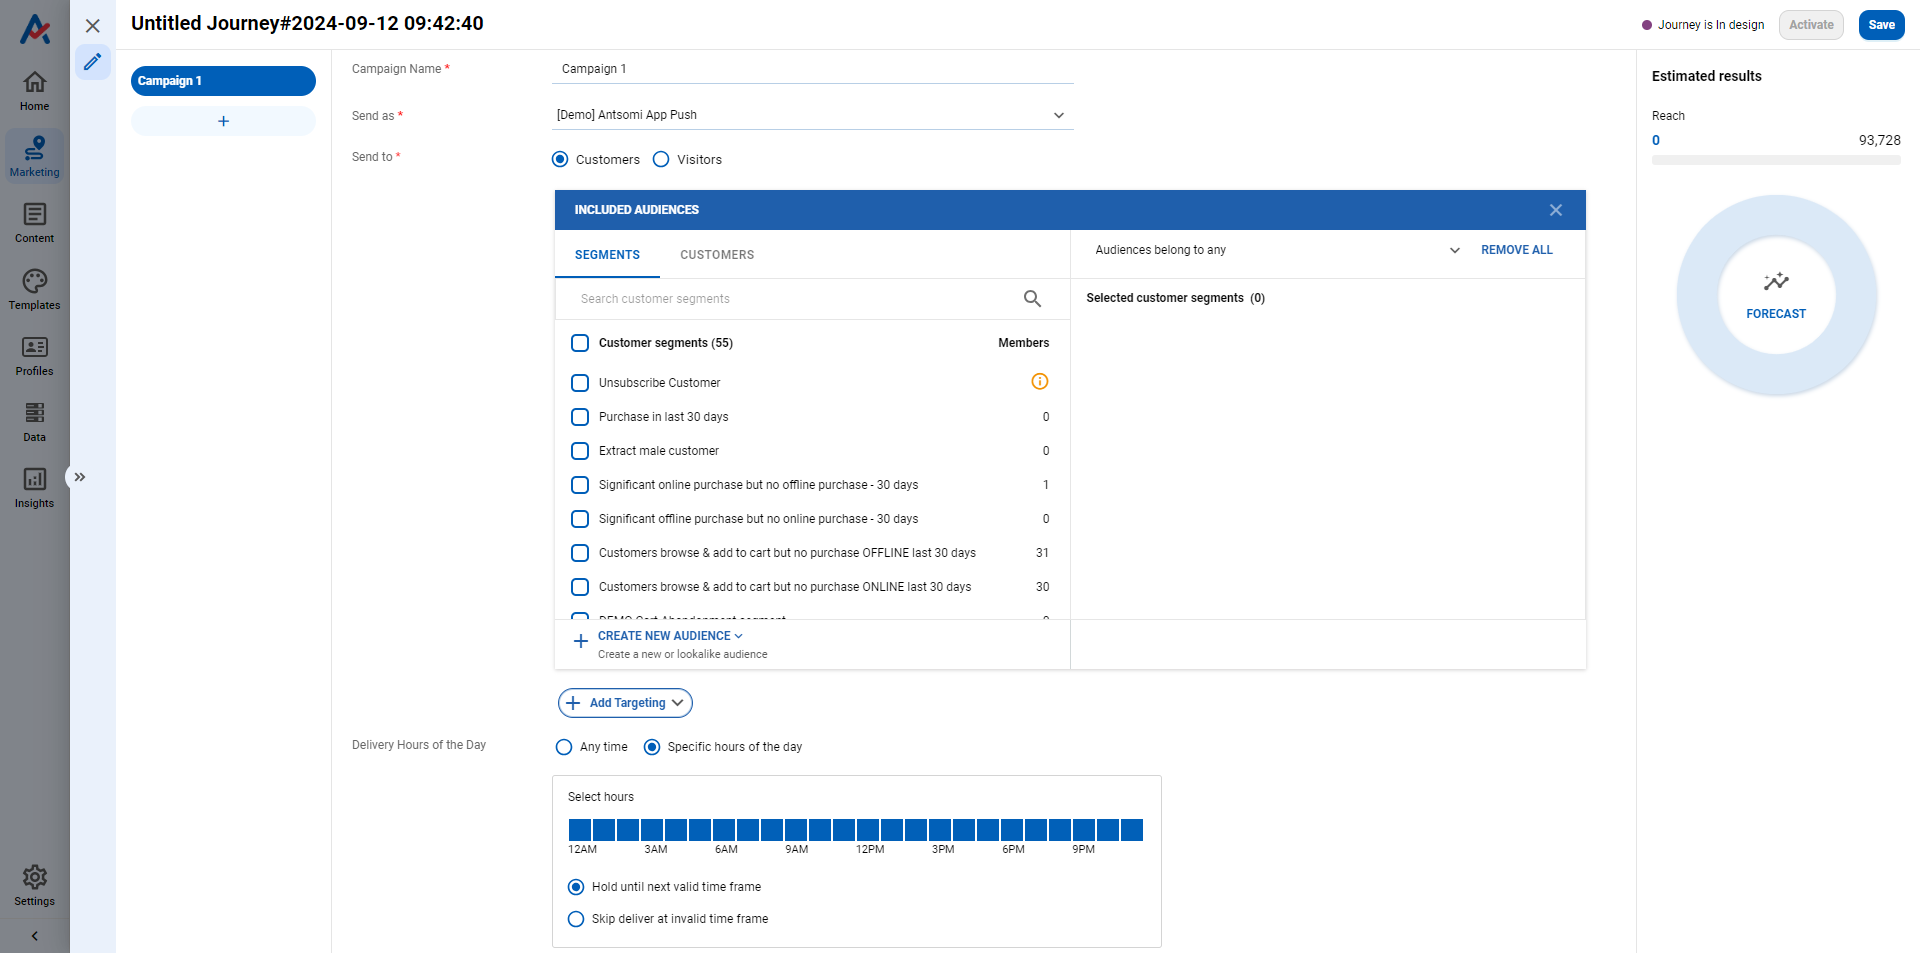 Untitled Journey#2024-09-12 09:42:40
Journey is In design
Activate
Save
Home
Marketing
Content
Templates
Profiles
Data
Insights
Settings
Campaign 1
Campaign Name *
Campaign 1
Send as *
[Demo] Antsomi App Push
Send to *
Customers
Visitors
INCLUDED AUDIENCES
SEGMENTS
CUSTOMERS
Search customer segments
Customer segments (55)
Members
Unsubscribe Customer
Purchase in last 30 days
0
Extract male customer
0
Significant online purchase but no offline purchase - 30 days
1
Significant offline purchase but no online purchase - 30 days
0
Customers browse & add to cart but no purchase OFFLINE last 30 days
31
Customers browse & add to cart but no purchase ONLINE last 30 days
30
DEMO Cart Abandonment segment
CREATE NEW AUDIENCE
Create a new or lookalike audience
Audiences belong to any
REMOVE ALL
Selected customer segments (0)
Add Targeting
Delivery Hours of the Day
Any time
Specific hours of the day
Select hours
12AM 3AM 6AM 9AM 12PM 3PM 6PM 9PM
Hold until next valid time frame
Skip deliver at invalid time frame
Estimated results
Reach
0
93,728
FORECAST